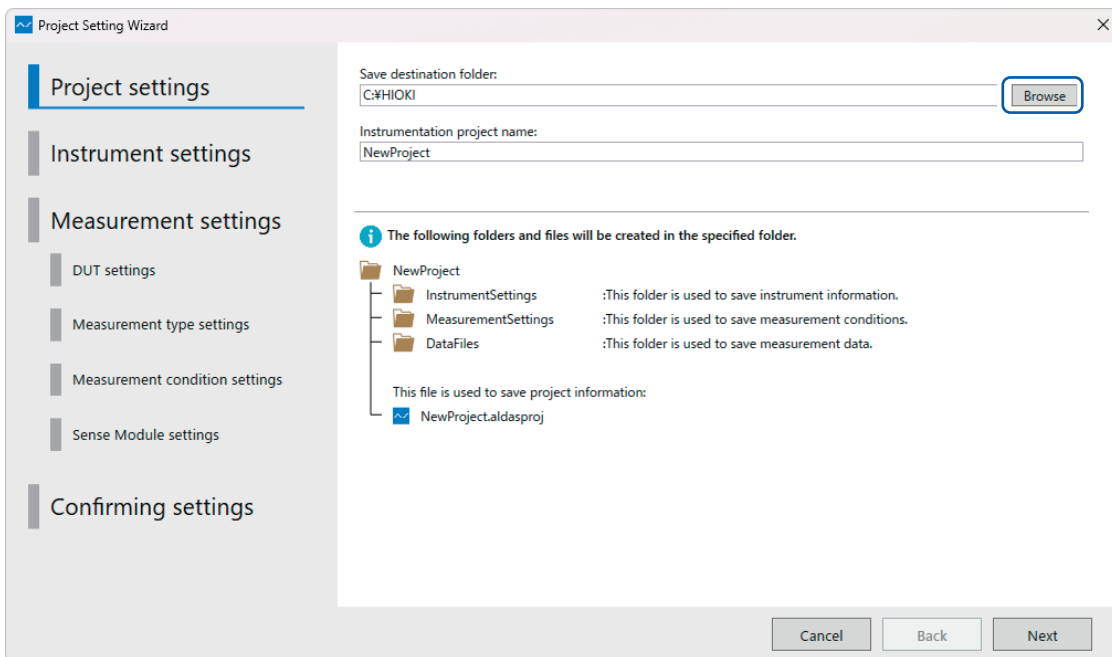 Project Setting Wizard
Project settings
Instrument settings
Measurement settings
DUT settings
Measurement type settings
Measurement condition settings
Sense Module settings
Confirming settings
Save destination folder:
C:¥HIOKI
Browse
Instrumentation project name:
NewProject
The following folders and files will be created in the specified folder.
NewProject
InstrumentSettings :This folder is used to save instrument information.
MeasurementSettings :This folder is used to save measurement conditions.
DataFiles :This folder is used to save measurement data.
This file is used to save project information:
NewProject.aldasproj
Cancel Back Next